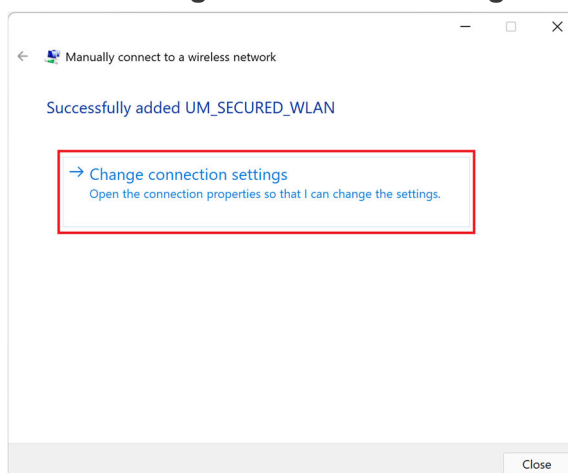 Manually connect to a wireless network
Successfully added UM_SECURED_WLAN
Change connection settings
Open the connection properties so that I can change the settings.
Close